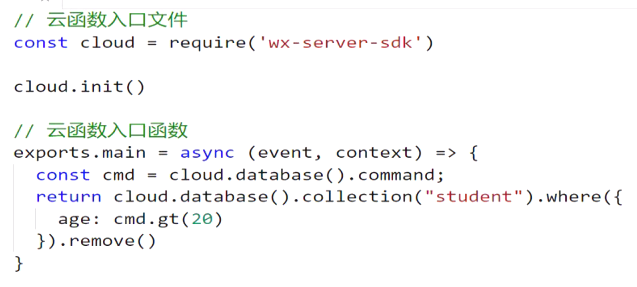 // 云函数入口文件
const cloud = require('wx-server-sdk')
cloud.init()
// 云函数入口函数
exports.main = async (event, context) => {
  const cmd = cloud.database().command;
  return cloud.database().collection("student").where({
    age: cmd.gt(20)
  }).remove()
}